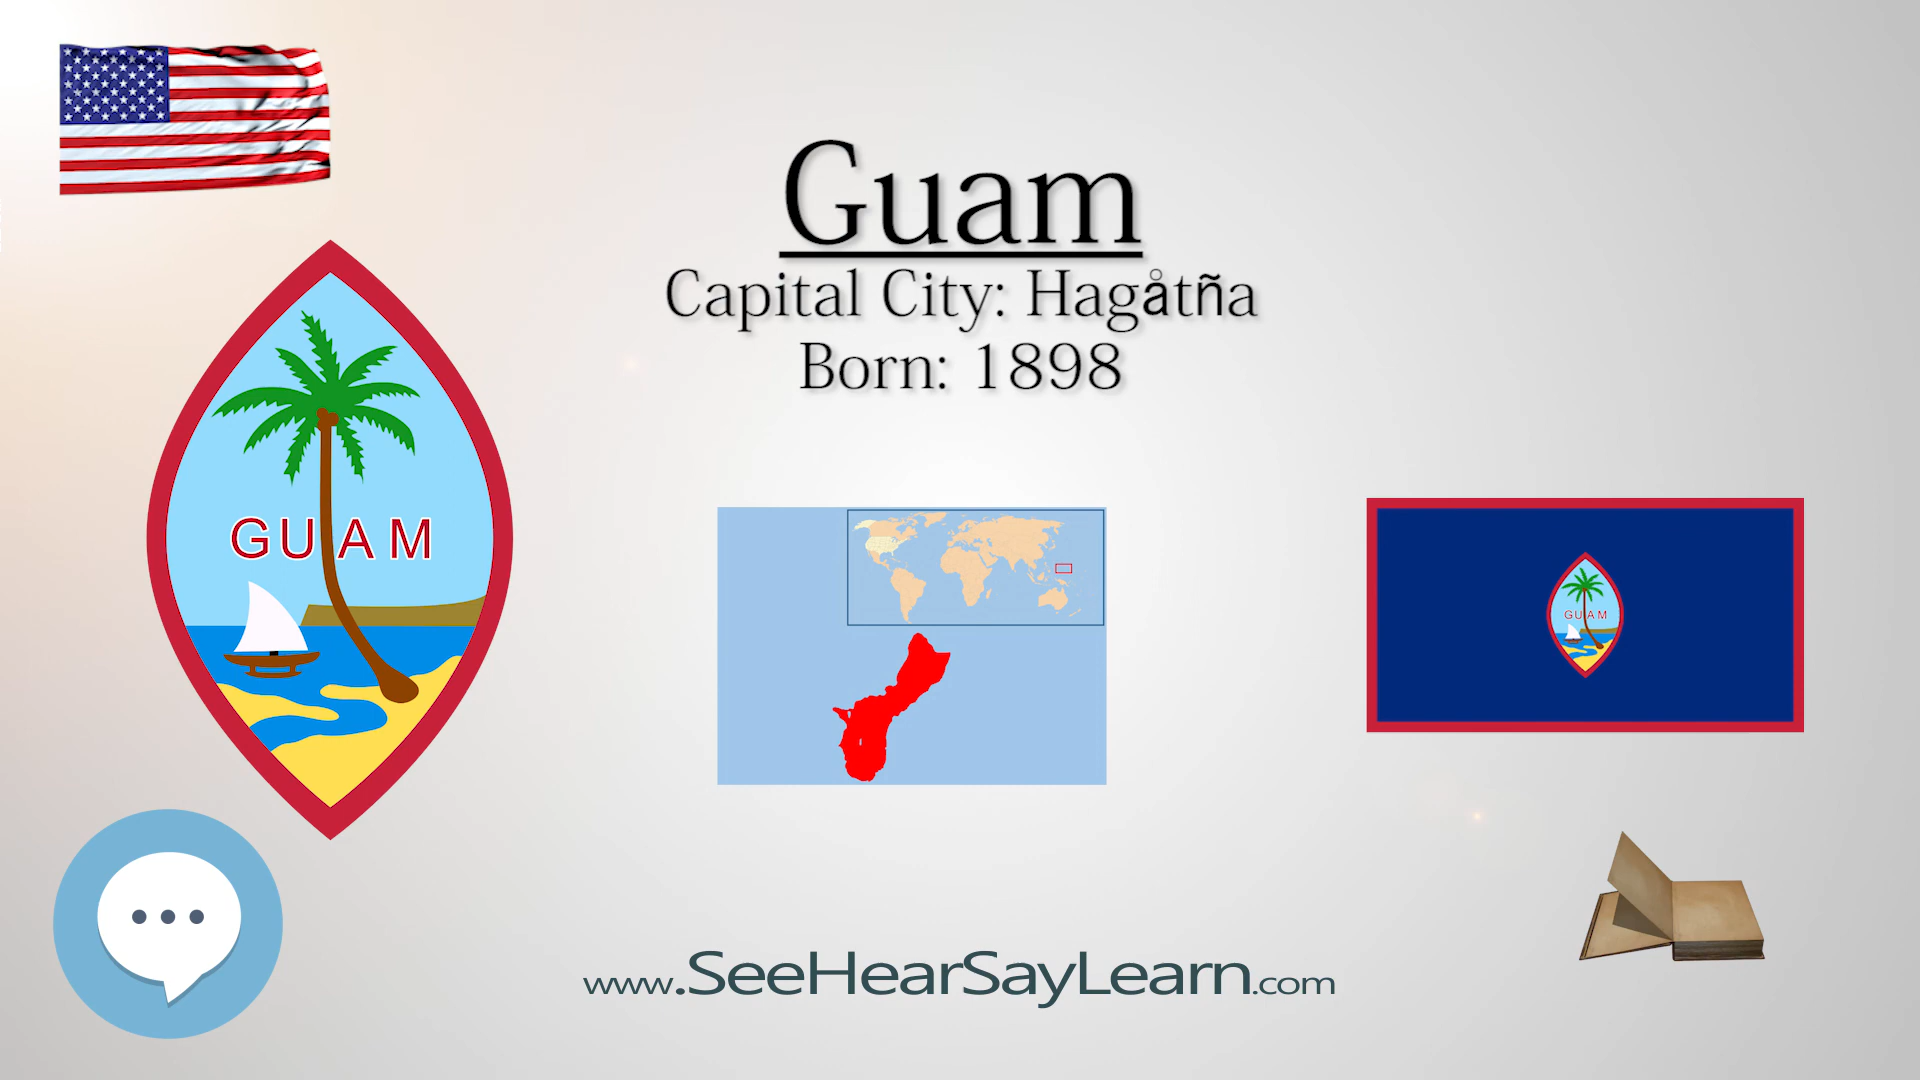 Guam
Capital City: Hagåtña
Born: 1898
GUAM
GUAM
www.SeeHearSayLearn.com